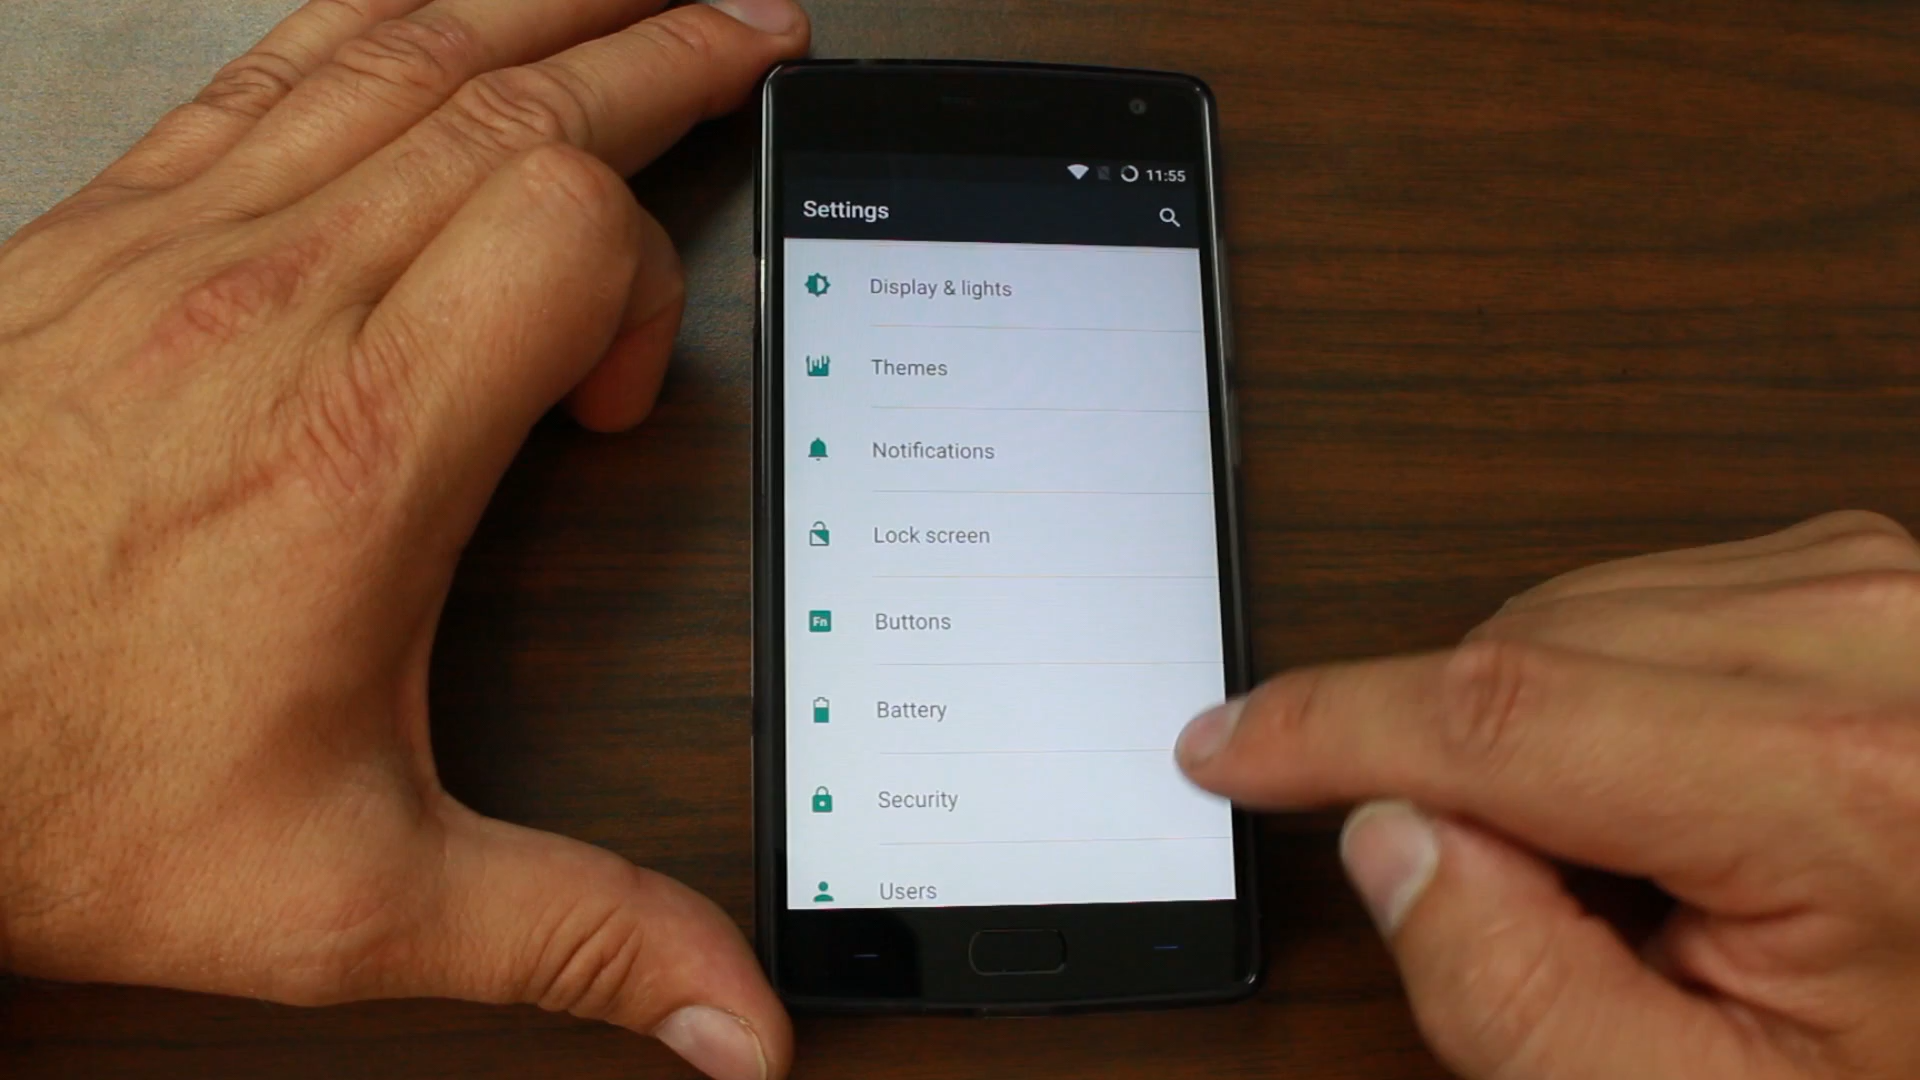 11:55
Settings
Display & lights
Themes
Notifications
Lock screen
Fn Buttons
Battery
Security
Users